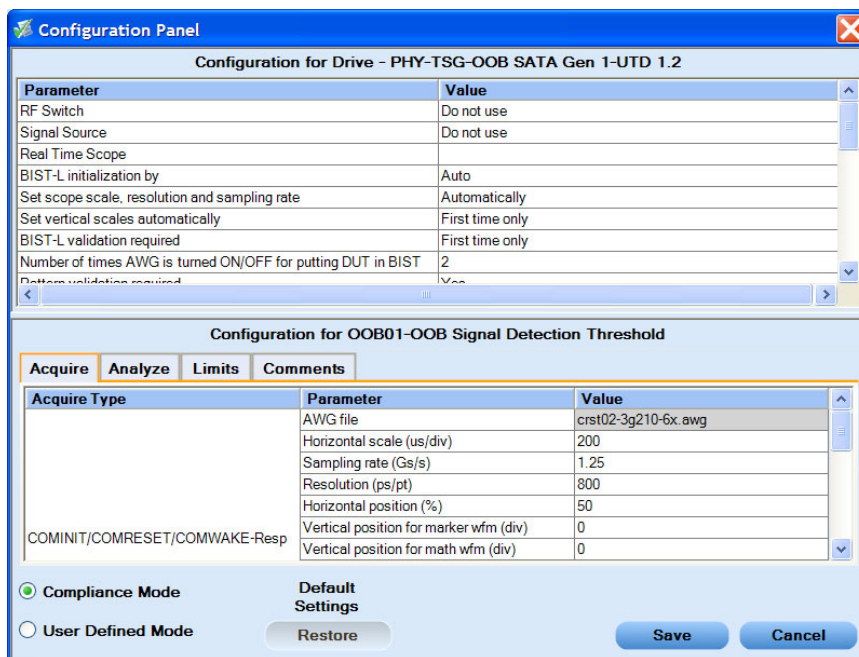 Configuration Panel
Configuration for Drive - PHY-TSG-OOB SATA Gen 1-UTD 1.2
Parameter Value
RF Switch Do not use
Signal Source Do not use
Real Time Scope
BIST-L initialization by Auto
Set scope scale, resolution and sampling rate Automatically
Set vertical scales automatically First time only
BIST-L validation required First time only
Number of times AWG is turned ON/OFF for putting DUT in BIST 2
Pattern validation required Yes
Configuration for OOB01-OOB Signal Detection Threshold
Acquire Analyze Limits Comments
Acquire Type Parameter Value
AWG file crst02-3g210-6x.awg
Horizontal scale (us/div) 200
Sampling rate (Gs/s) 1.25
Resolution (ps/pt) 800
Horizontal position (%) 50
Vertical position for marker wfm (div) 0
COMINIT/COMRESET/COMWAKE-Resp
Vertical position for math wfm (div) 0
Compliance Mode
Default
Settings
User Defined Mode
Restore
Save
Cancel